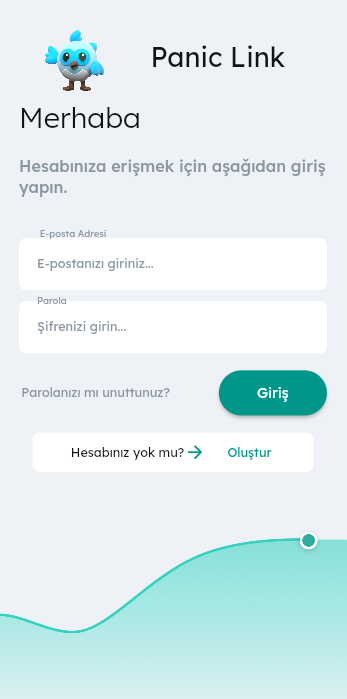 Panic Link
Merhaba
Hesabınıza erişmek için aşağıdan giriş
yapın.
E-posta Adresi
E-postanızı giriniz...
Parola
Şifrenizi girin...
Parolanızı mı unuttunuz?
Giriş
Hesabınız yok mu?
Oluştur